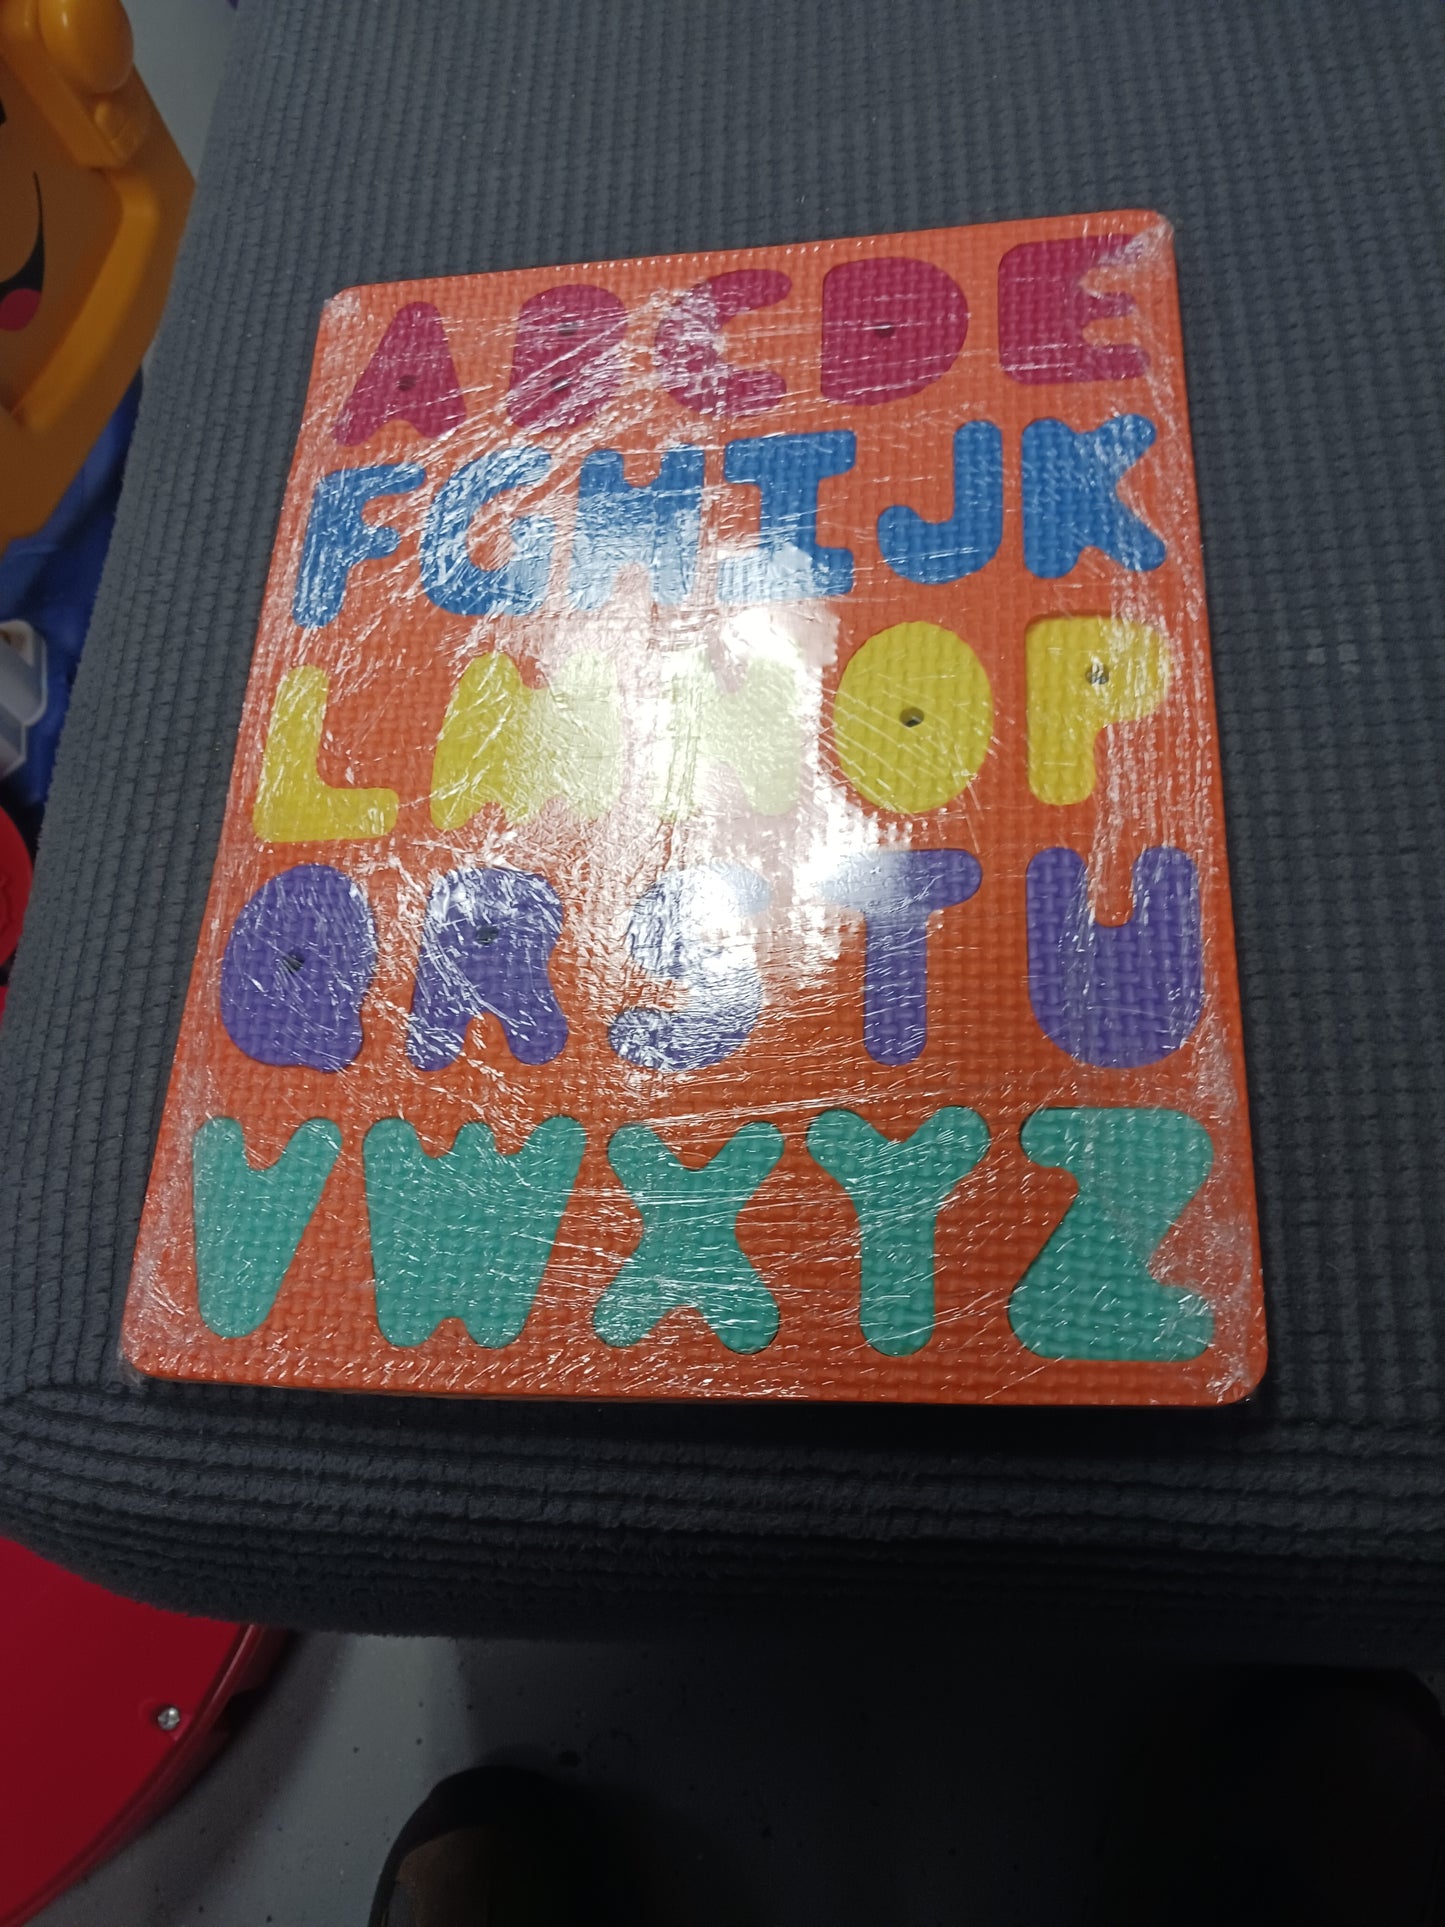 ABCDE
FGHIJK
LMNOP
QRSTU
VWXYZ